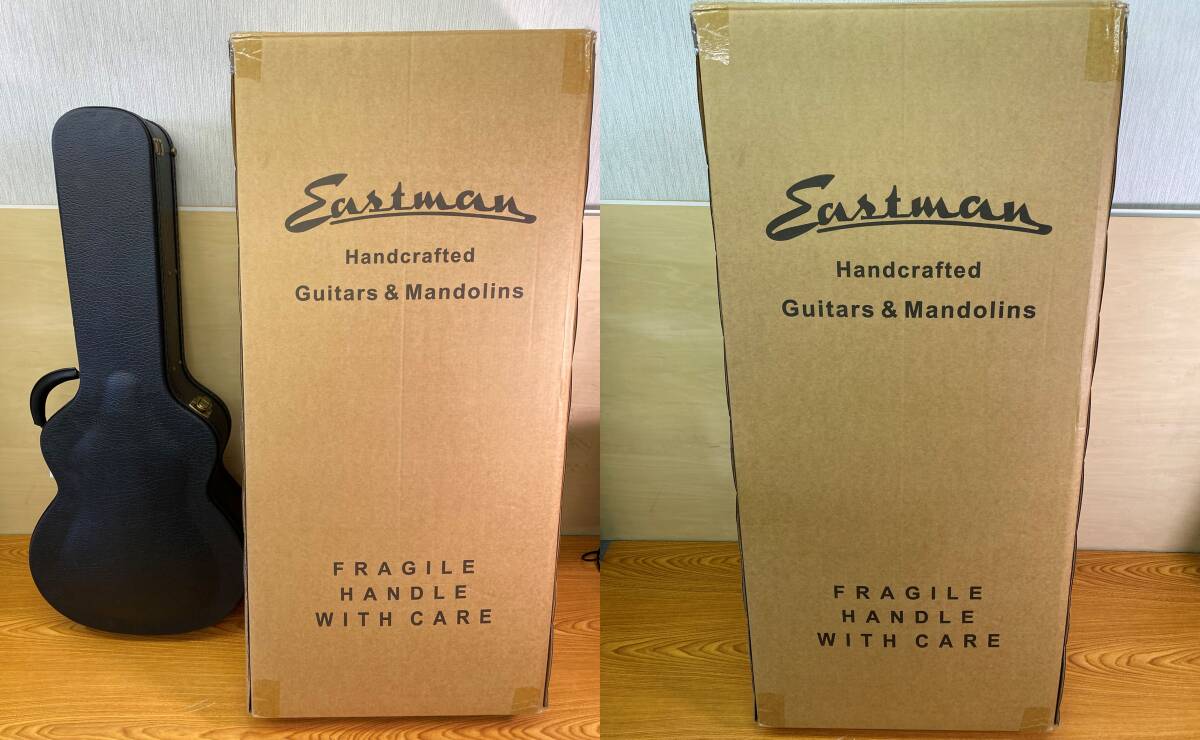 Eastman
Handcrafted
Guitars & Mandolins
FRAGILE
HANDLE
WITH CARE
Eastman
Handcrafted
Guitars & Mandolins
FRAGILE
HANDLE
WITH CARE